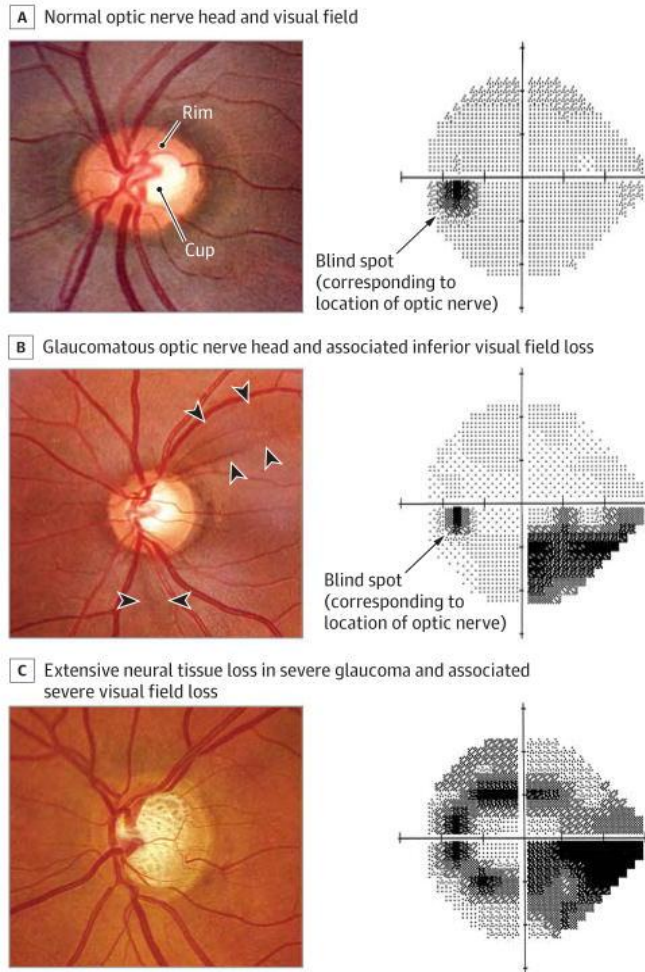 A Normal optic nerve head and visual field
Rim
Cup
Blind spot
(corresponding to
location of optic nerve)
B Glaucomatous optic nerve head and associated inferior visual field loss
Blind spot
(corresponding to
location of optic nerve)
C Extensive neural tissue loss in severe glaucoma and associated
severe visual field loss